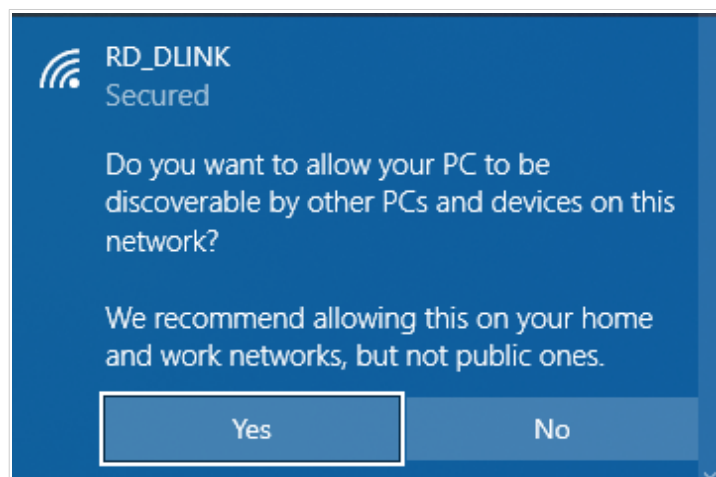 RD_DLINK
Secured
Do you want to allow your PC to be
discoverable by other PCs and devices on this
network?
We recommend allowing this on your home
and work networks, but not public ones.
Yes No